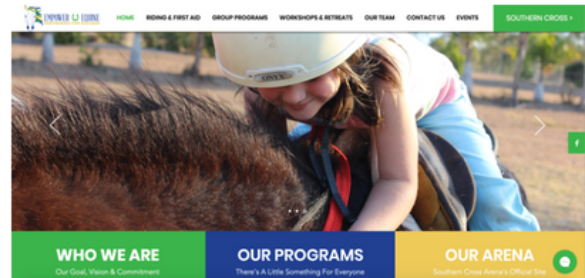 EMPOWER EQUINE
HOME RIDING & FIRST AID GROUP PROGRAMS WORKSHOPS & RETREATS OUR TEAM CONTACT US EVENTS SOUTHERN CROSS >
ONYX
f
WHO WE ARE OUR PROGRAMS OUR ARENA
Our Goal, Vision & Commitment There's A Little Something For Everyone Southern Cross Arena's Official Site